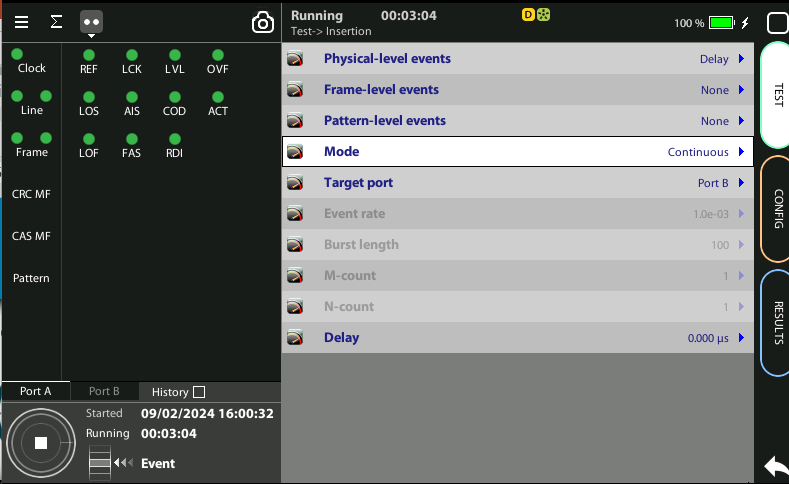 Running 00:03:04
Test-> Insertion
D
100 %
Clock REF LCK LVL OVF
Line LOS AIS COD ACT
Frame LOF FAS RDI
CRC MF
CAS MF
Pattern
Port A Port B History
Started 09/02/2024 16:00:32
Running 00:03:04
Event
Physical-level events Delay
Frame-level events None
Pattern-level events None
Mode Continuous
Target port Port B
Event rate 1.0e-03
Burst length 100
M-count 1
N-count 1
Delay 0.000 µs
TEST
CONFIG
RESULTS